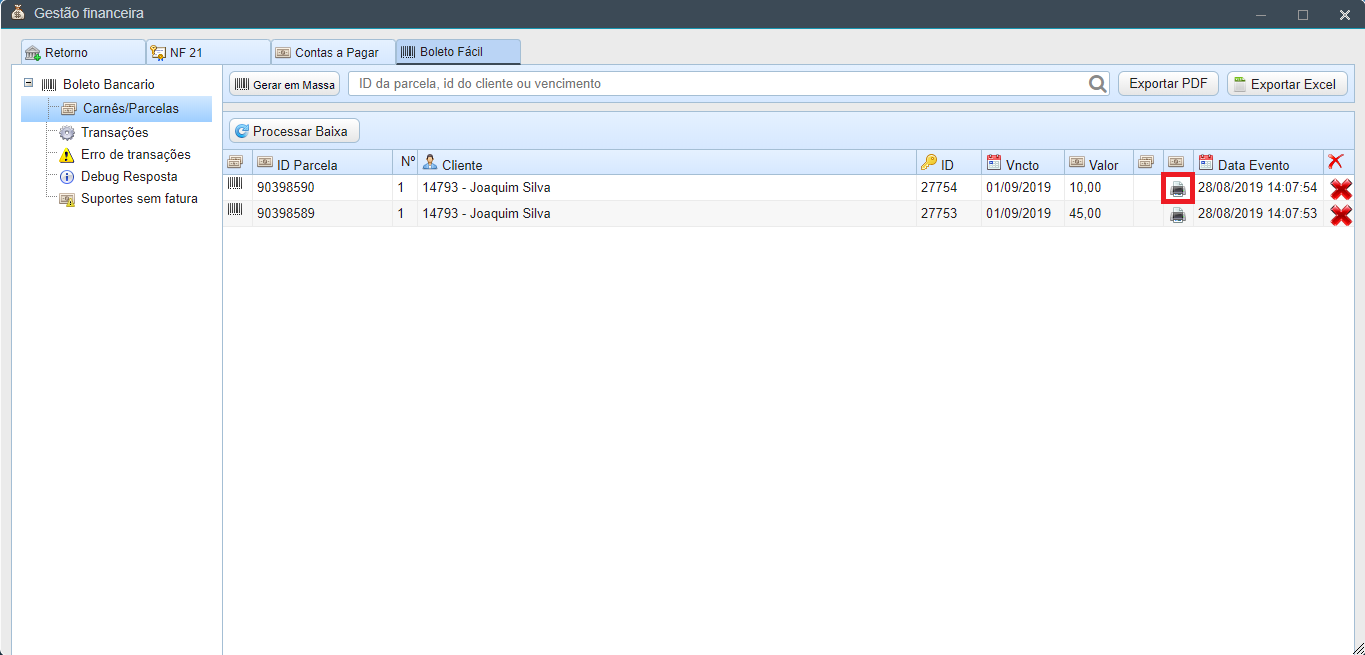 Gestão financeira
Retorno NF 21 Contas a Pagar Boleto Fácil
Boleto Bancario
Carnês/Parcelas
Transações
Erro de transações
Debug Resposta
Suportes sem fatura
Gerar em Massa ID da parcela, id do cliente ou vencimento Exportar PDF Exportar Excel
Processar Baixa
ID Parcela Nº Cliente ID Vncto Valor Data Evento
90398590 1 14793 - Joaquim Silva 27754 01/09/2019 10,00 28/08/2019 14:07:54
90398589 1 14793 - Joaquim Silva 27753 01/09/2019 45,00 28/08/2019 14:07:53